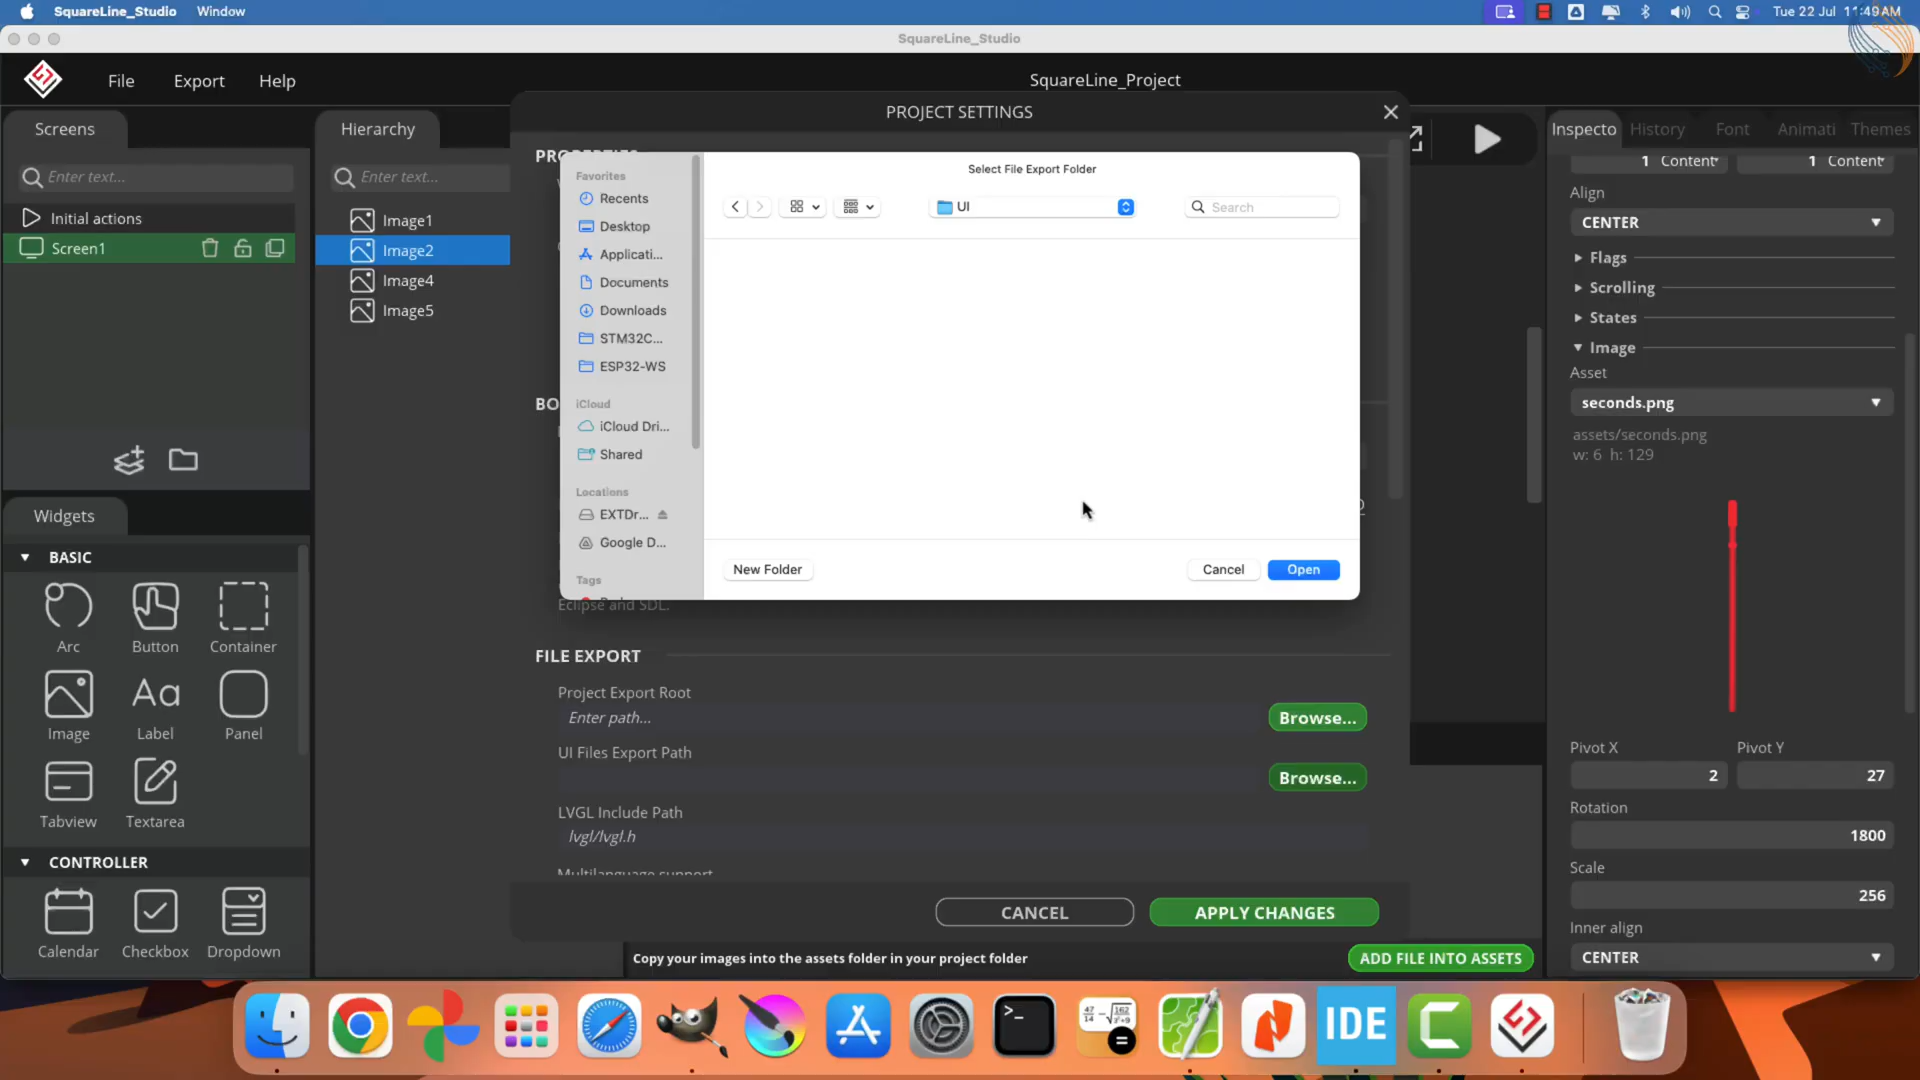 SquareLine_Studio Window
Tue 22 Jul 11:49AM
SquareLine_Studio
File Export Help
SquareLine_Project
Screens
Enter text...
Initial actions
Screen1
Hierarchy
Enter text...
Image1
Image2
Image4
Image5
PROJECT SETTINGS
Select File Export Folder
Favorites
Recents
Desktop
Applicati...
Documents
Downloads
STM32C...
ESP32-WS
iCloud
iCloud Dri...
Shared
Locations
EXTDr...
Google D...
Tags
UI
Search
New Folder
Cancel
Open
Eclipse and SDL.
FILE EXPORT
Project Export Root
Enter path...
Browse...
UI Files Export Path
Browse...
LVGL Include Path
lvgl/lvgl.h
Multilanguage support
CANCEL
APPLY CHANGES
Copy your images into the assets folder in your project folder
ADD FILE INTO ASSETS
Widgets
BASIC
Arc Button Container
Image Label Panel
Tabview Textarea
CONTROLLER
Calendar Checkbox Dropdown
Inspecto History Font Animati Themes
1 Content 1 Content
Align
CENTER
Flags
Scrolling
States
Image
Asset
seconds.png
assets/seconds.png
w: 6 h: 129
Pivot X Pivot Y
2 27
Rotation
1800
Scale
256
Inner align
CENTER
IDE